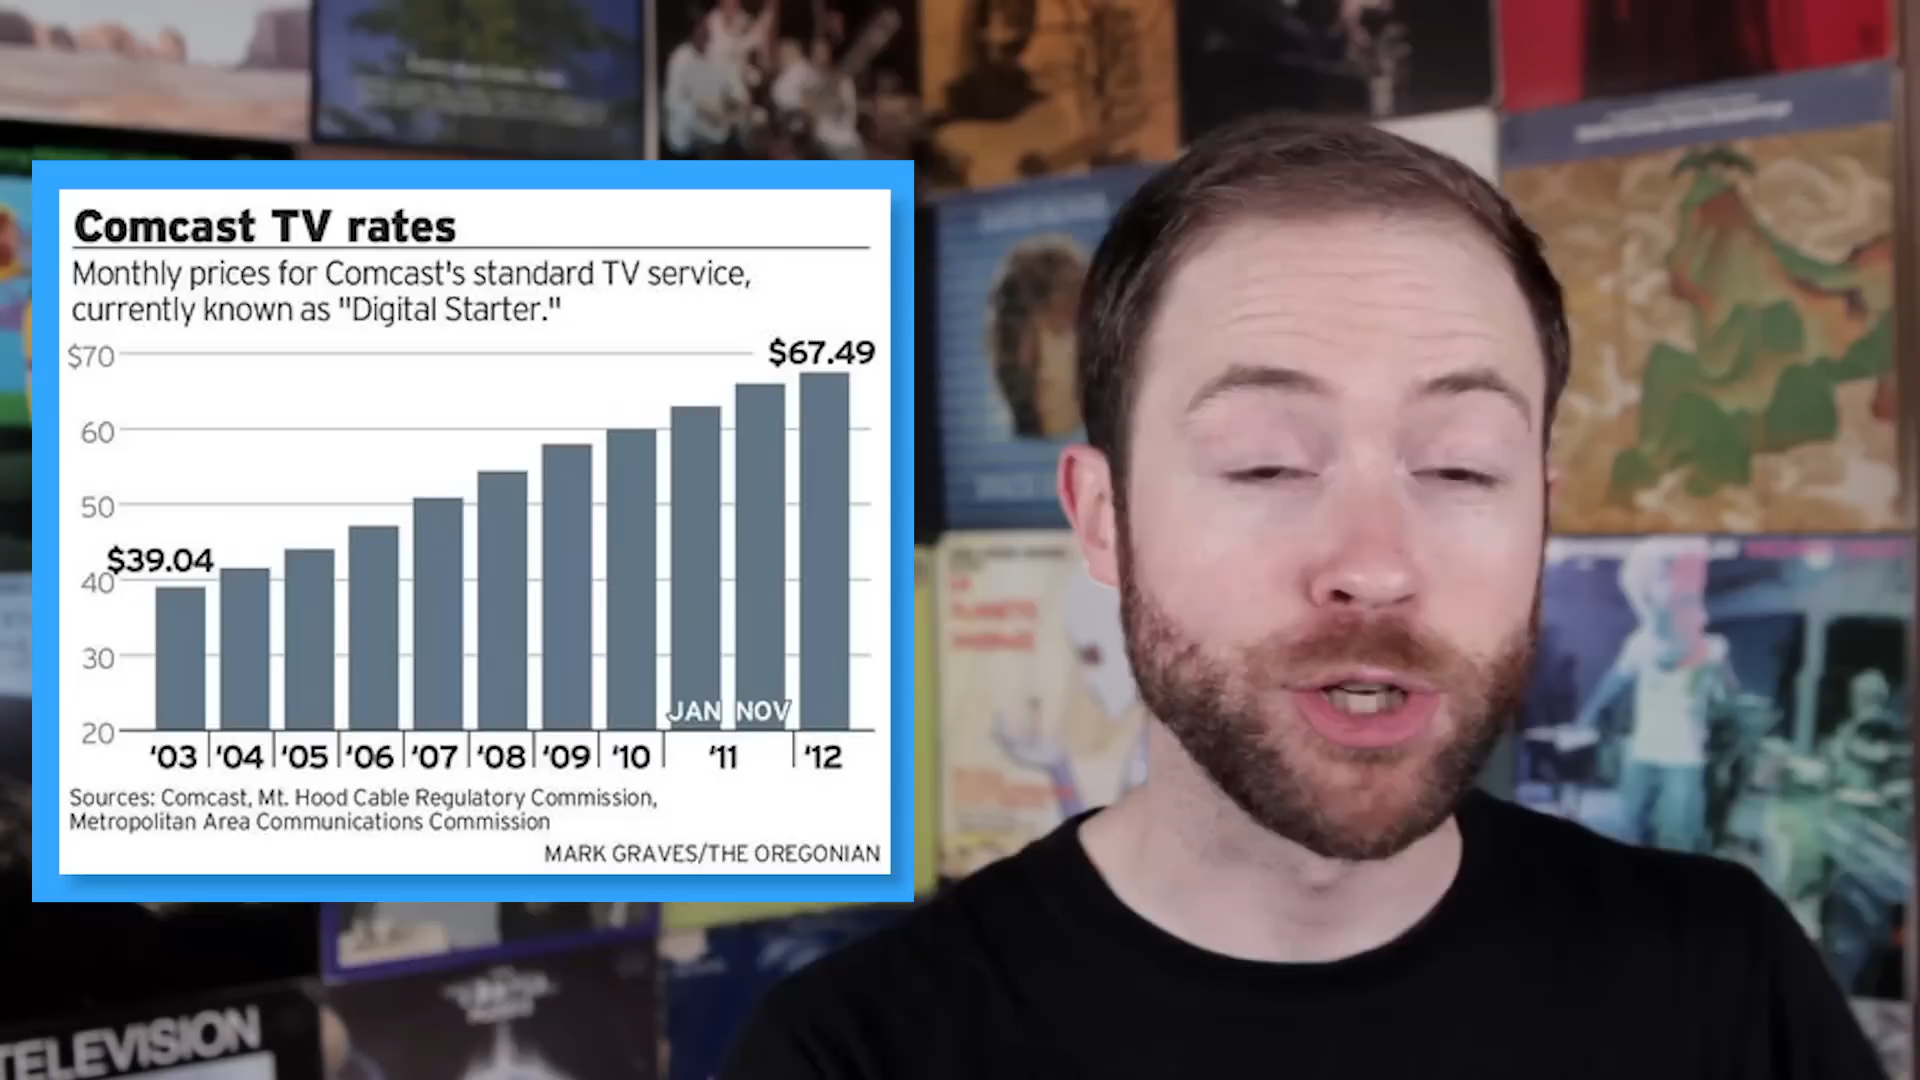 Comcast TV rates
Monthly prices for Comcast's standard TV service,
currently known as "Digital Starter."
$70
$67.49
60
50
$39.04
40
30
JAN NOV
20
'03 '04 '05 '06 '07 '08 '09 '10 '11 '12
Sources: Comcast, Mt. Hood Cable Regulatory Commission,
Metropolitan Area Communications Commission
MARK GRAVES/THE OREGONIAN
TELEVISION